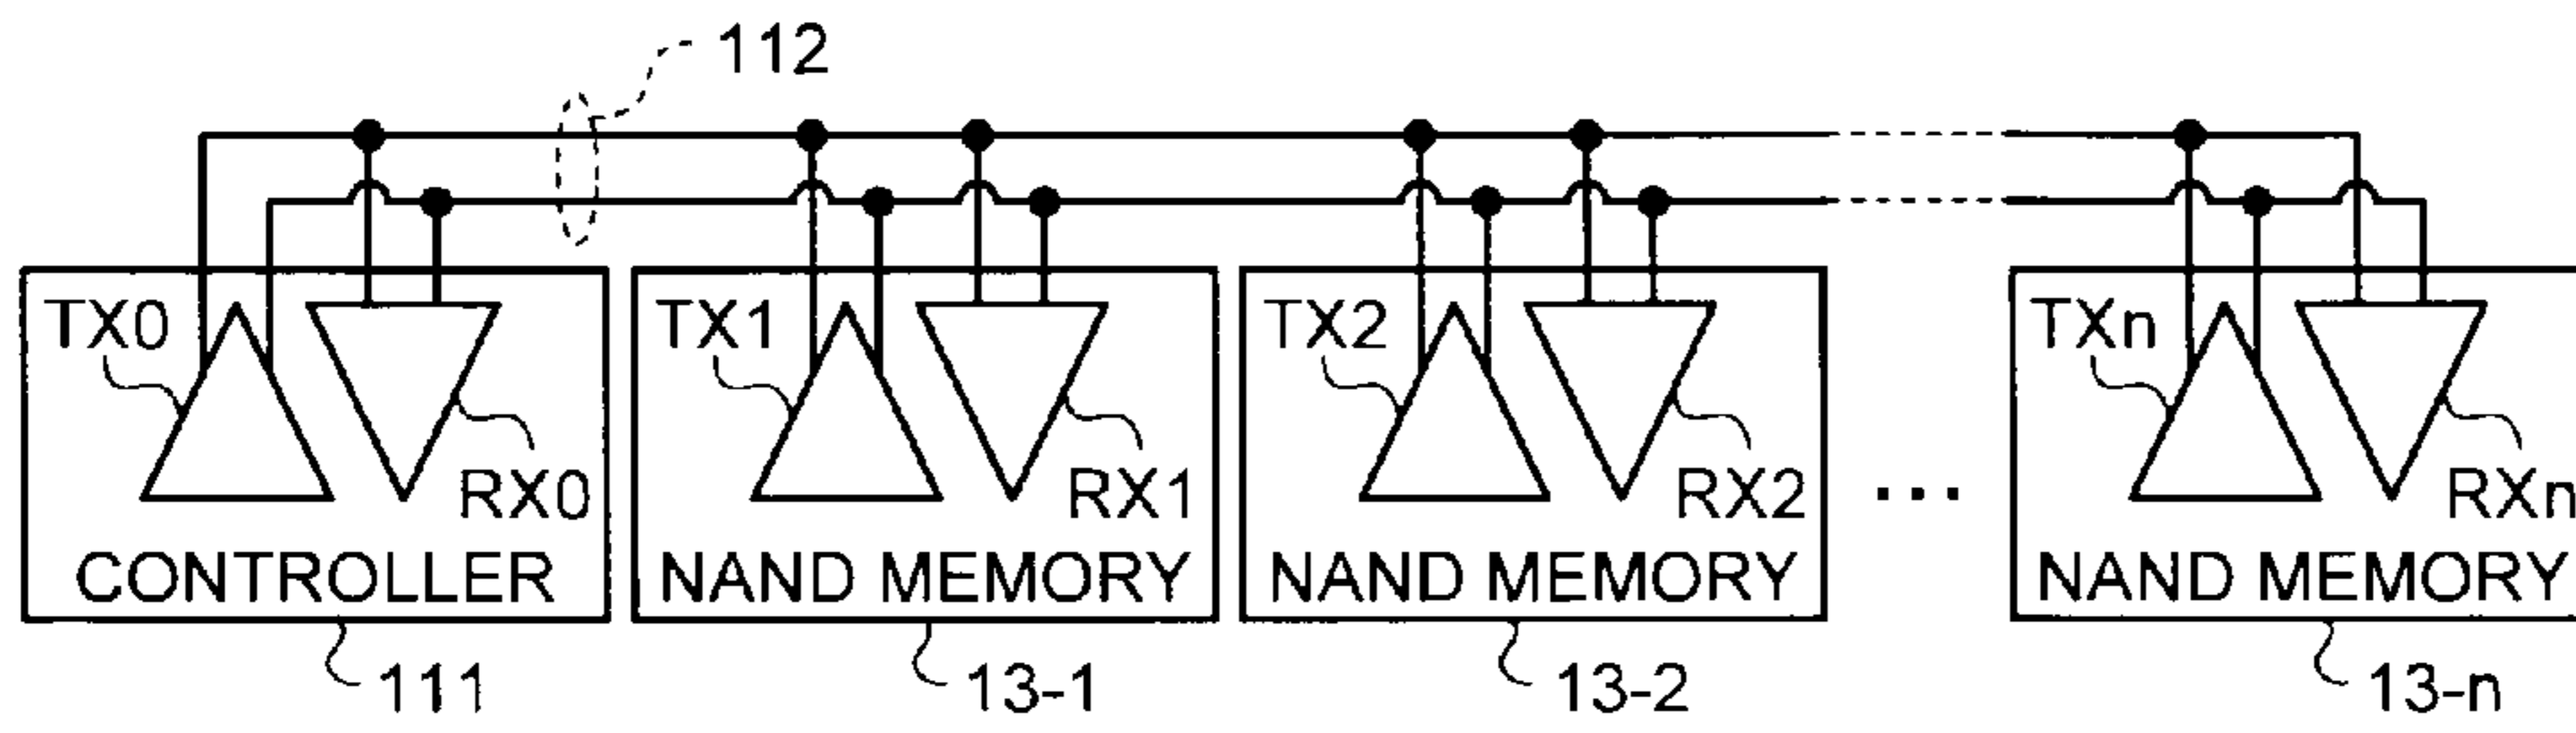 112
TX0 TX1 TX2 TXn
RX0 RX1 RX2 ... RXn
CONTROLLER NAND MEMORY NAND MEMORY NAND MEMORY
111 13-1 13-2 13-n